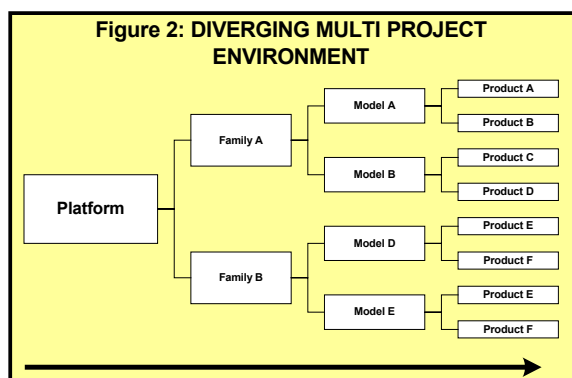 Figure 2: DIVERGING MULTI PROJECT
ENVIRONMENT
Platform
Family A
Family B
Model A
Model B
Model D
Model E
Product A
Product B
Product C
Product D
Product E
Product F
Product E
Product F